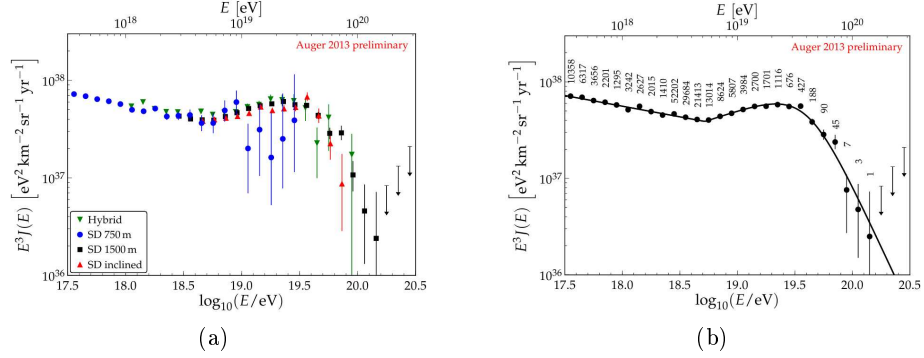 E [eV]
10^18 10^19 10^20
Auger 2013 preliminary
10^38
10^37
10^36
E^3 J(E) [eV^2 km^-2 sr^-1 yr^-1]
Hybrid
SD 750 m
SD 1500 m
SD inclined
17.5 18.0 18.5 19.0 19.5 20.0 20.5
log_10(E/eV)
(a)
E [eV]
10^18 10^19 10^20
Auger 2013 preliminary
10^38
10^37
10^36
E^3 J(E) [eV^2 km^-2 sr^-1 yr^-1]
10358
6317
3656
2201
1295
3242
2627
2015
1410
52202
29684
21413
13014
8624
5807
3984
2700
1701
1116
676
427
188
90
45
7
3
1
17.5 18.0 18.5 19.0 19.5 20.0 20.5
log_10(E/eV)
(b)